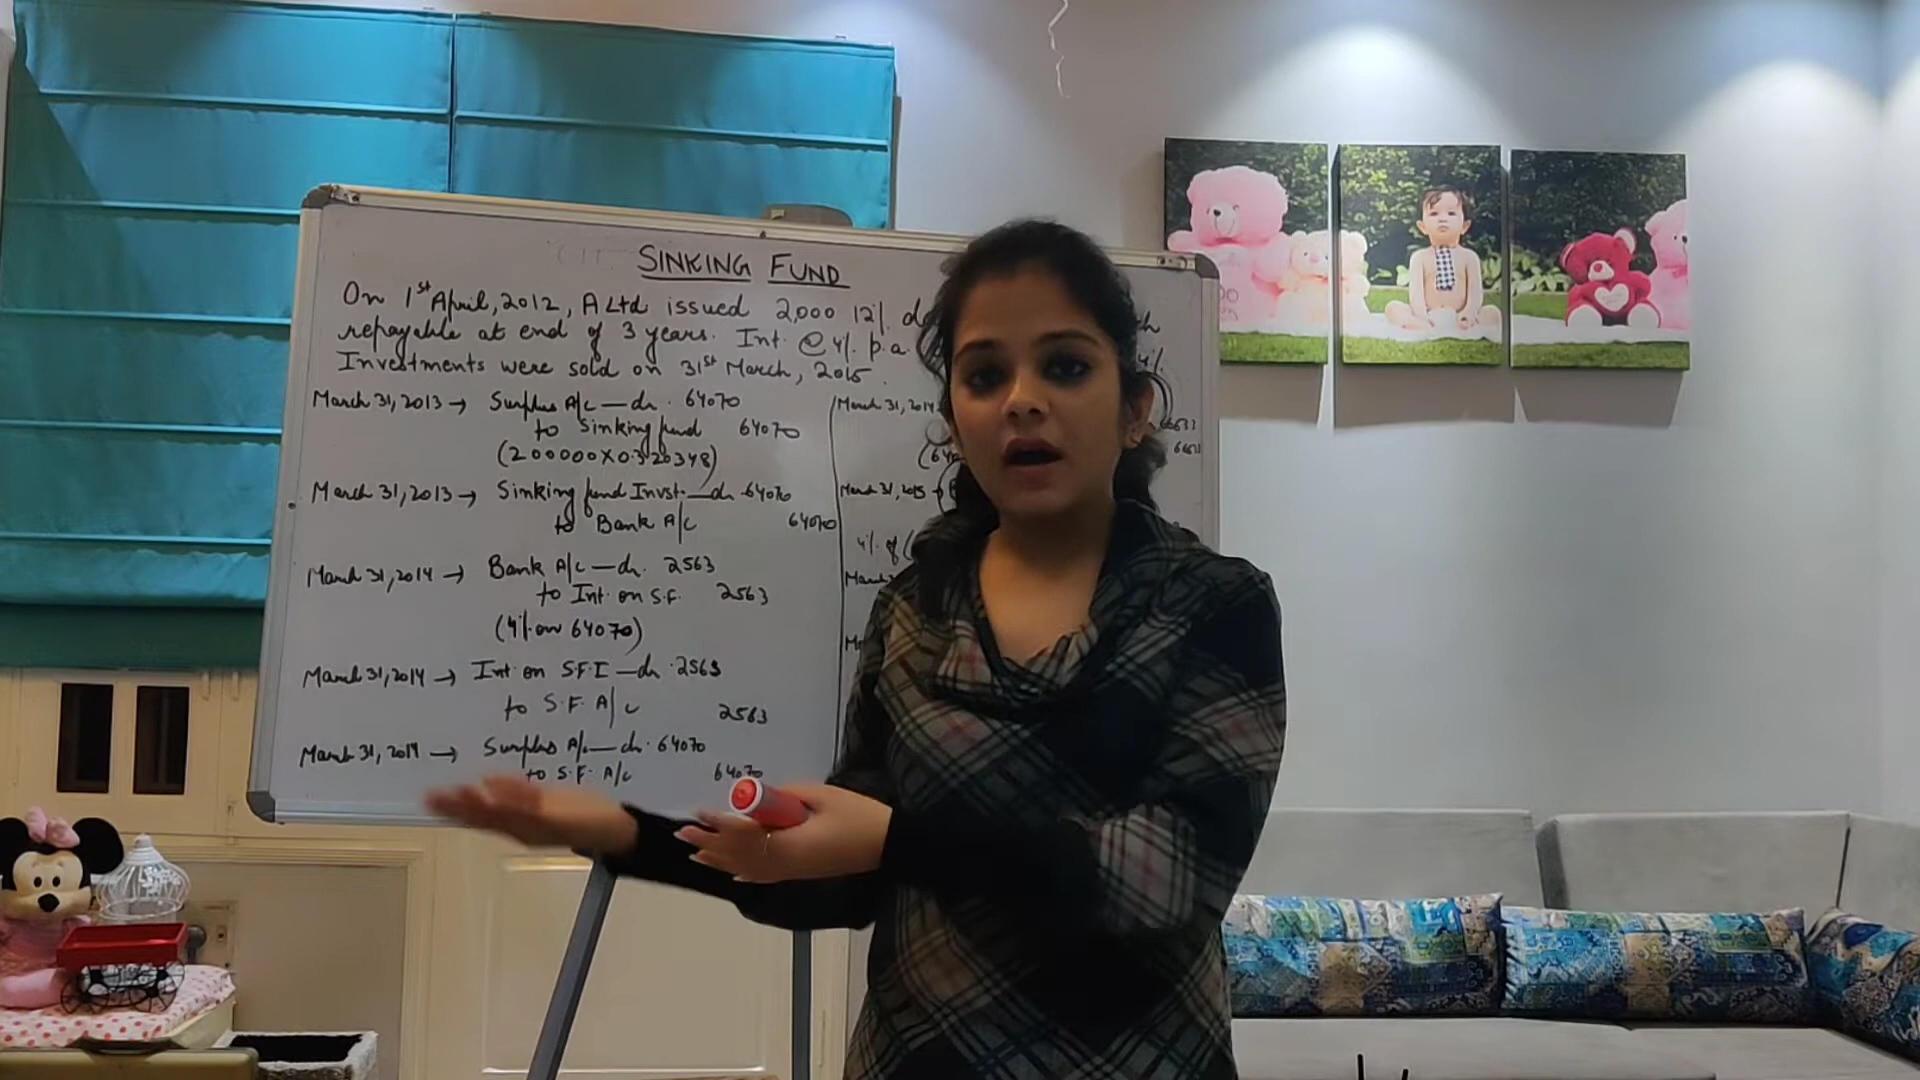 SINKING FUND
On 1st April, 2012, A Ltd issued 2,000 12%
repayable at end of 3 years. Int. @ 4% p.a.
Investments were sold on 31st March, 2015.
March 31, 2013 → Surplus A/c — dr. 64070
to Sinking fund 64070
(200000 X 0.320348)
March 31, 2013 → Sinking fund Invst. — dr 64070
to Bank A/c 64070
March 31, 2014 → Bank A/c — dr. 2563
to Int. on S.F. 2563
(4% on 64070)
March 31, 2014 → Int on S.F.I — dr. 2563
to S.F. A/c 2563
March 31, 2014 → Surplus A/c — dr. 64070
to S.F. A/c 64070
March 31, 2014
66633
March 31, 2015 →
4% of (